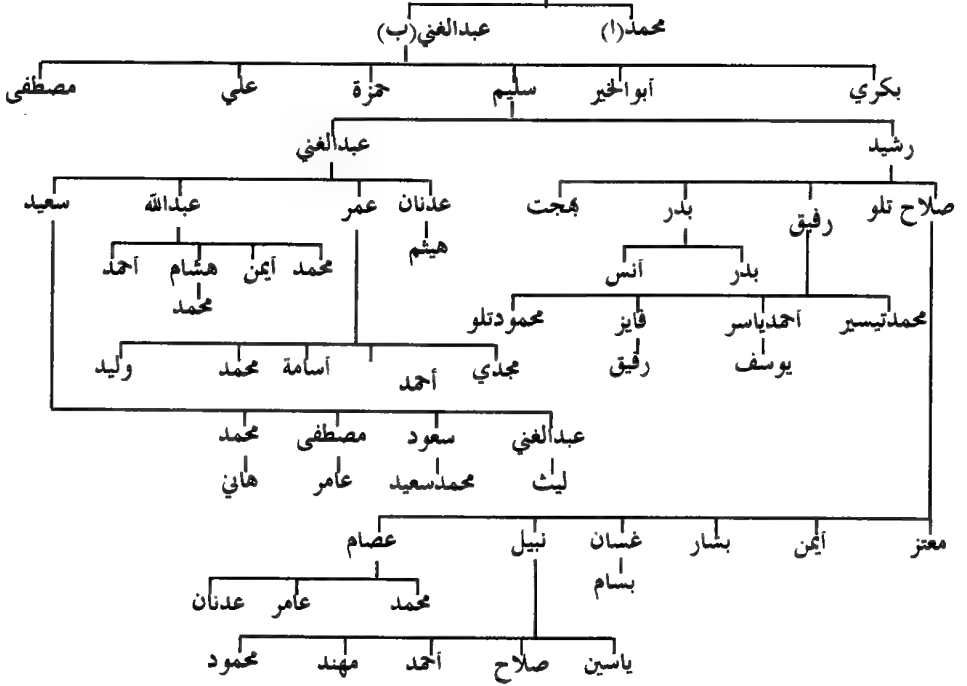 محمد(ا) عبدالغني(ب)
بكري أبوالخير سليم حمزة علي مصطفى
رشيد عبدالغني
صلاح تلو رفيق بدر بهجت عدنان عمر عبدالله سعيد
هيثم
بدر أنس محمد أيمن هشام أحمد
محمد
محمدتيسير أحمدياسر فايز محمودتلو
يوسف رفيق
مجدي أحمد أسامة محمد وليد
عبدالغني سعود مصطفى محمد
ليث محمدسعيد عامر هاني
معتز أيمن بشار غسان نبيل عصام
بسام
محمد عامر عدنان
ياسين صلاح أحمد مهند محمود